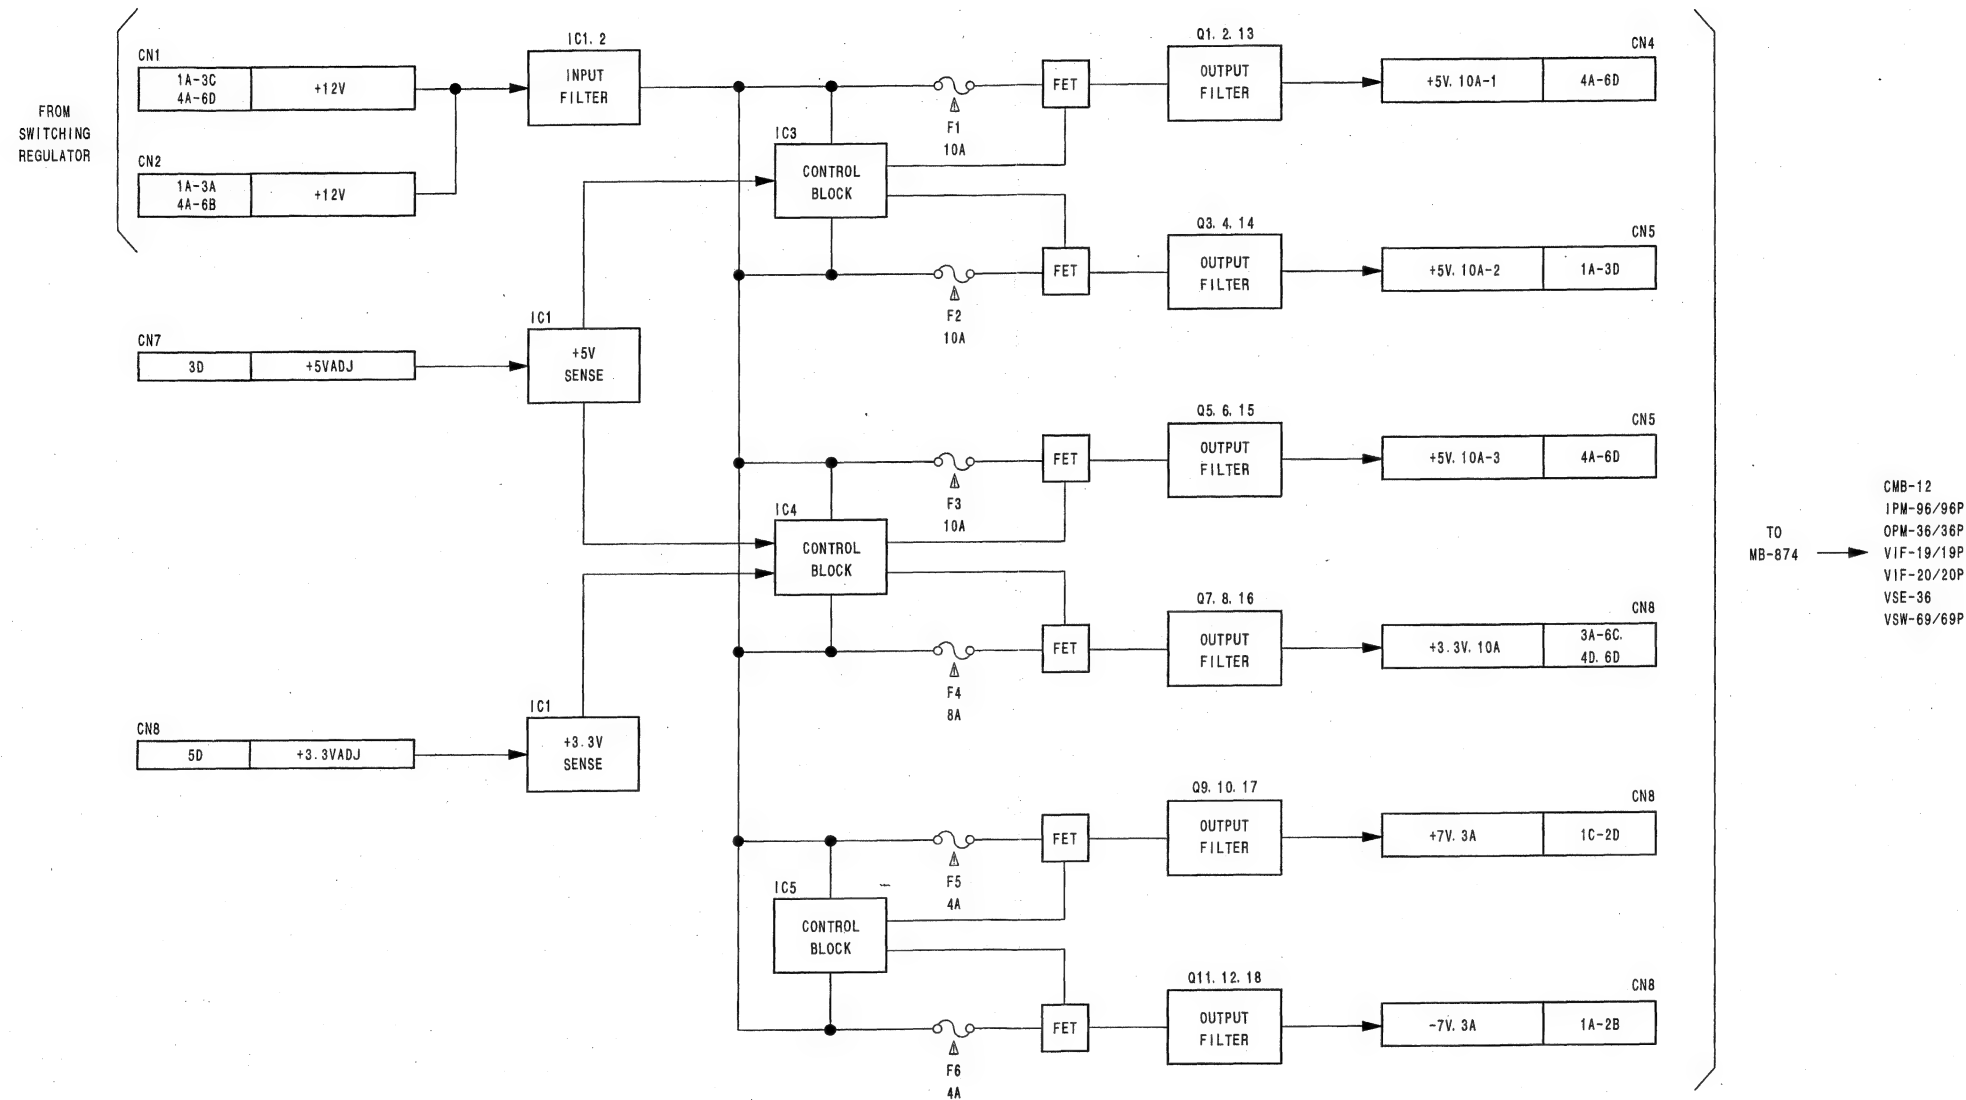 FROM
SWITCHING
REGULATOR
CN1
1A-3C
4A-6D
+12V
CN2
1A-3A
4A-6B
+12V
IC1. 2
INPUT
FILTER
CN7
3D
+5VADJ
IC1
+5V
SENSE
CN8
5D
+3.3VADJ
IC1
+3.3V
SENSE
IC3
CONTROL
BLOCK
IC4
CONTROL
BLOCK
IC5
CONTROL
BLOCK
F1
10A
FET
Q1. 2. 13
OUTPUT
FILTER
CN4
+5V. 10A-1
4A-6D
F2
10A
FET
Q3. 4. 14
OUTPUT
FILTER
CN5
+5V. 10A-2
1A-3D
F3
10A
FET
Q5. 6. 15
OUTPUT
FILTER
CN5
+5V. 10A-3
4A-6D
F4
8A
FET
Q7. 8. 16
OUTPUT
FILTER
CN8
+3.3V. 10A
3A-6C.
4D. 6D
F5
4A
FET
Q9. 10. 17
OUTPUT
FILTER
CN8
+7V. 3A
1C-2D
F6
4A
FET
Q11. 12. 18
OUTPUT
FILTER
CN8
-7V. 3A
1A-2B
TO
MB-874
CMB-12
IPM-96/96P
OPM-36/36P
VIF-19/19P
VIF-20/20P
VSE-36
VSW-69/69P